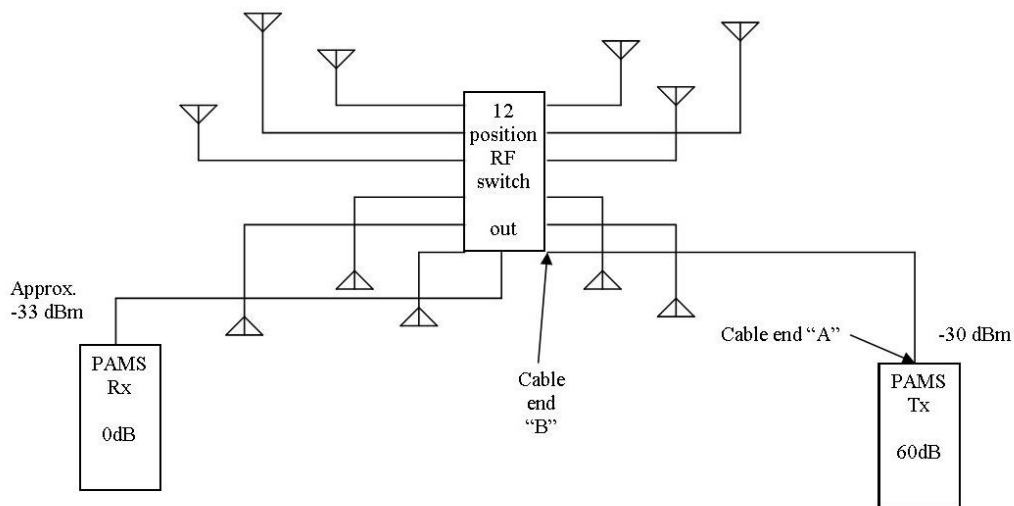 12
position
RF
switch
out
Approx.
-33 dBm
PAMS
Rx
0dB
Cable
end
“B”
Cable end “A”
-30 dBm
PAMS
Tx
60dB